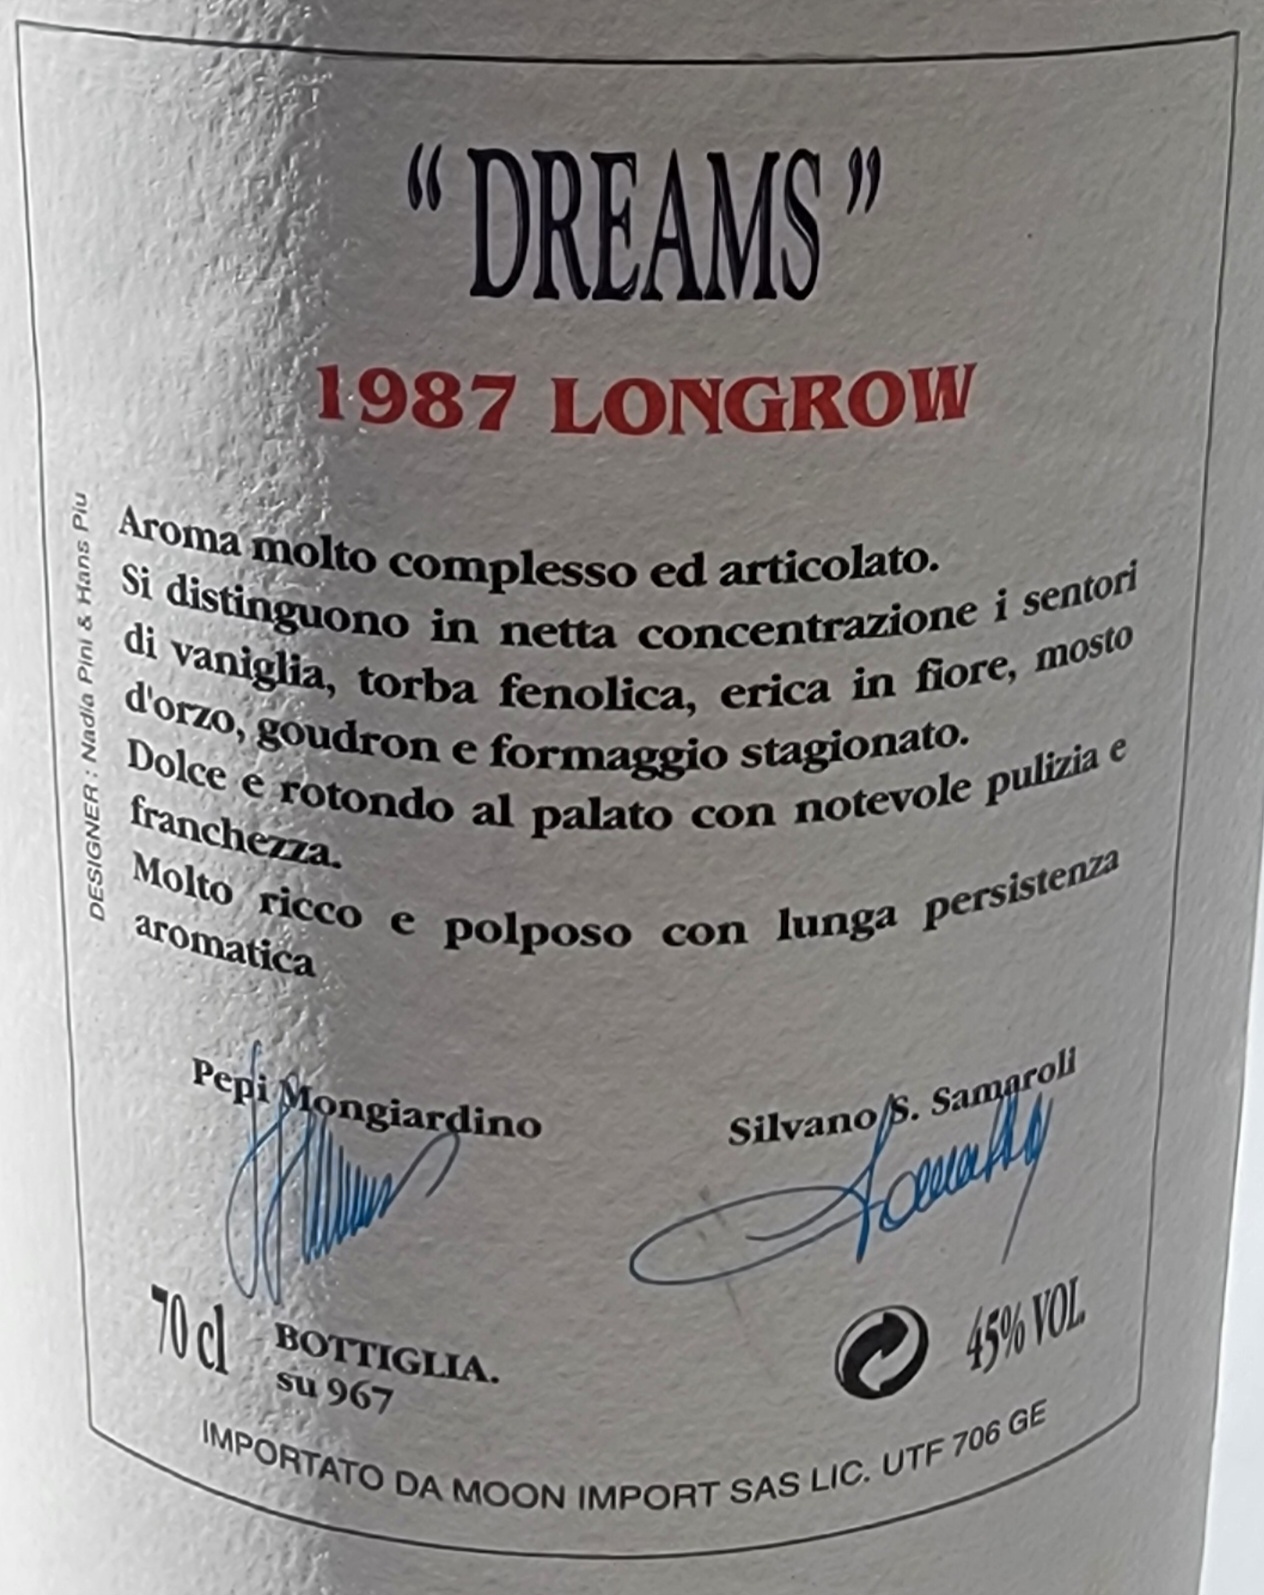 “DREAMS”
1987 LONGROW
Aroma molto complesso ed articolato.
Si distinguono in netta concentrazione i sentori
di vaniglia, torba fenolica, erica in fiore, mosto
d'orzo, goudron e formaggio stagionato.
Dolce e rotondo al palato con notevole pulizia e
franchezza.
Molto ricco e polposo con lunga persistenza
aromatica
DESIGNER : Nadia Pini & Hans Piu
Pepi Mongiardino
Silvano S. Samaroli
70 cl
BOTTIGLIA.
su 967
45% VOL.
IMPORTATO DA MOON IMPORT SAS LIC. UTF 706 GE